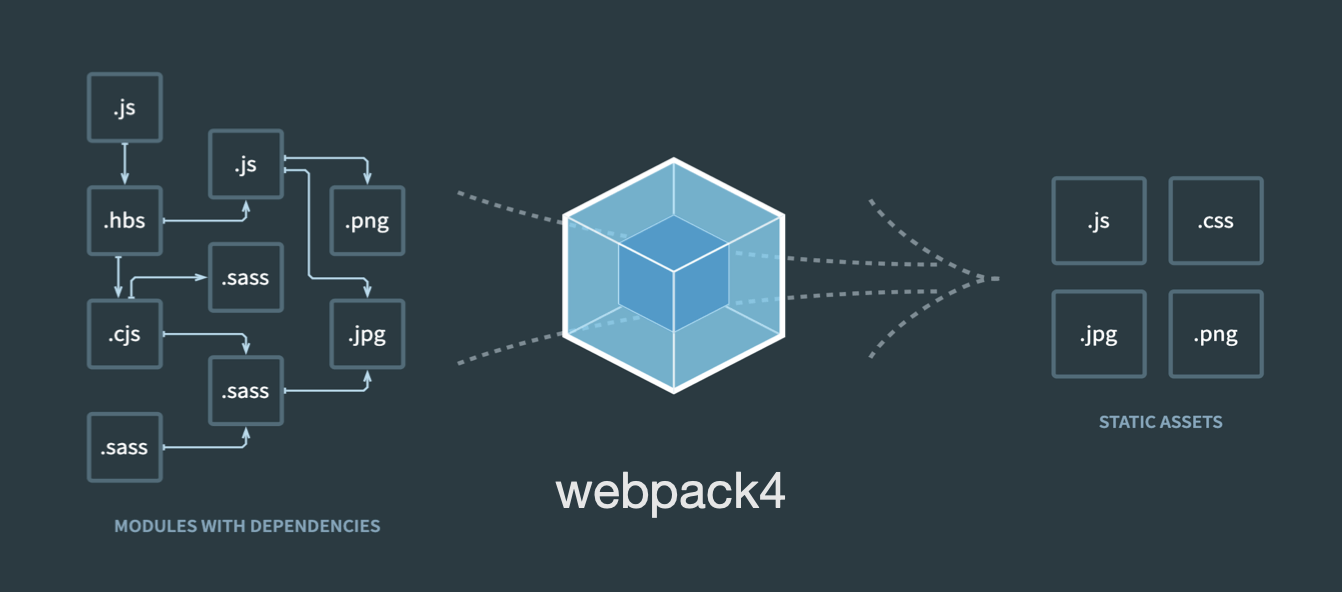 .js
.js
.hbs
.png
.sass
.cjs
.jpg
.sass
.sass
MODULES WITH DEPENDENCIES
webpack4
.js
.css
.jpg
.png
STATIC ASSETS